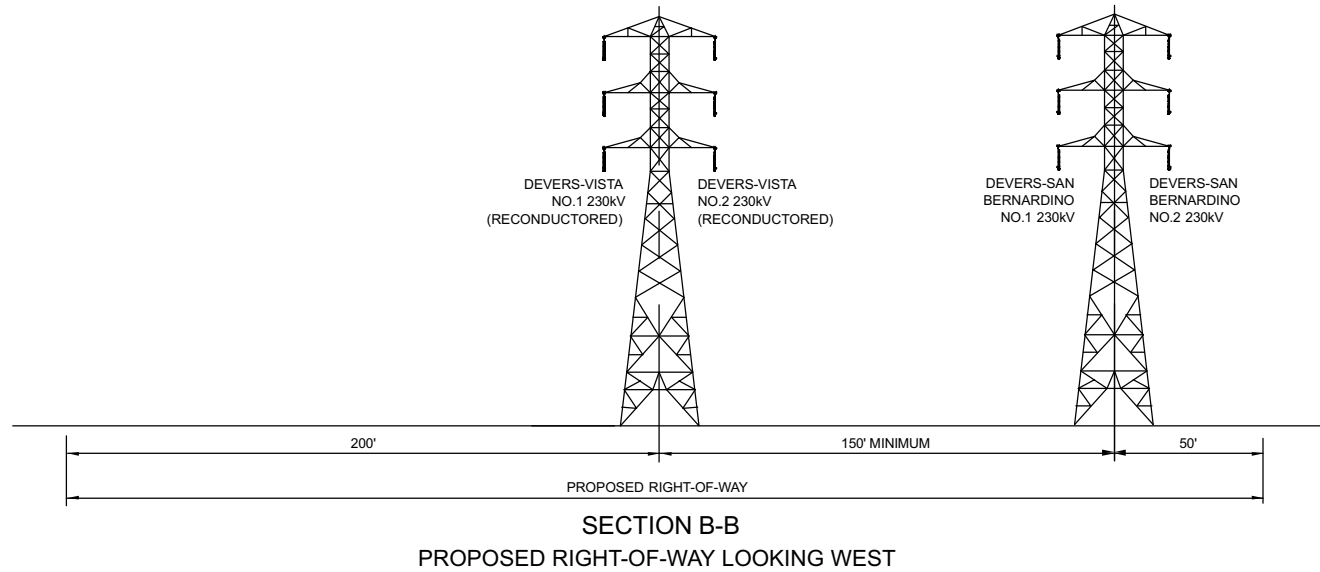 DEVERS-VISTA
NO.1 230kV
(RECONDUCTORED)
DEVERS-VISTA
NO.2 230kV
(RECONDUCTORED)
DEVERS-SAN
BERNARDINO
NO.1 230kV
DEVERS-SAN
BERNARDINO
NO.2 230kV
200'
150' MINIMUM
50'
PROPOSED RIGHT-OF-WAY
SECTION B-B
PROPOSED RIGHT-OF-WAY LOOKING WEST